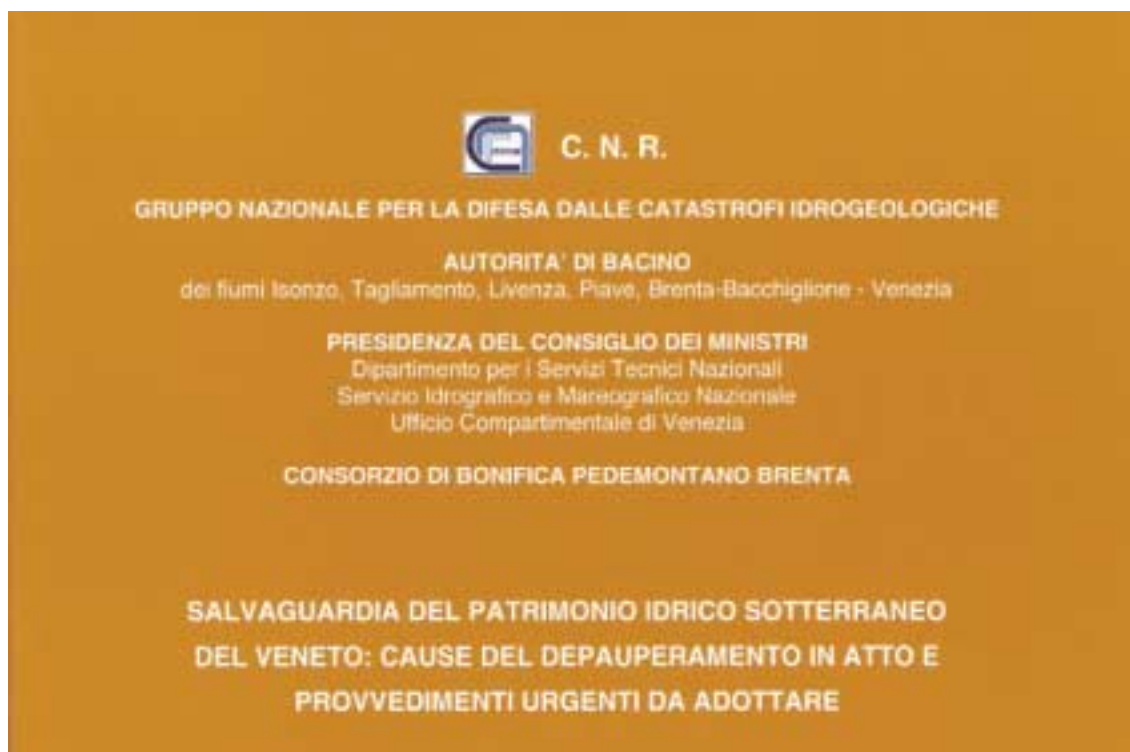 C. N. R.
GRUPPO NAZIONALE PER LA DIFESA DALLE CATASTROFI IDROGEOLOGICHE
AUTORITA' DI BACINO
dei fiumi Isonzo, Tagliamento, Livenza, Piave, Brenta-Bacchiglione - Venezia
PRESIDENZA DEL CONSIGLIO DEI MINISTRI
Dipartimento per i Servizi Tecnici Nazionali
Servizio Idrografico e Mareografico Nazionale
Ufficio Compartimentale di Venezia
CONSORZIO DI BONIFICA PEDEMONTANO BRENTA
SALVAGUARDIA DEL PATRIMONIO IDRICO SOTTERRANEO
DEL VENETO: CAUSE DEL DEPAUPERAMENTO IN ATTO E
PROVVEDIMENTI URGENTI DA ADOTTARE